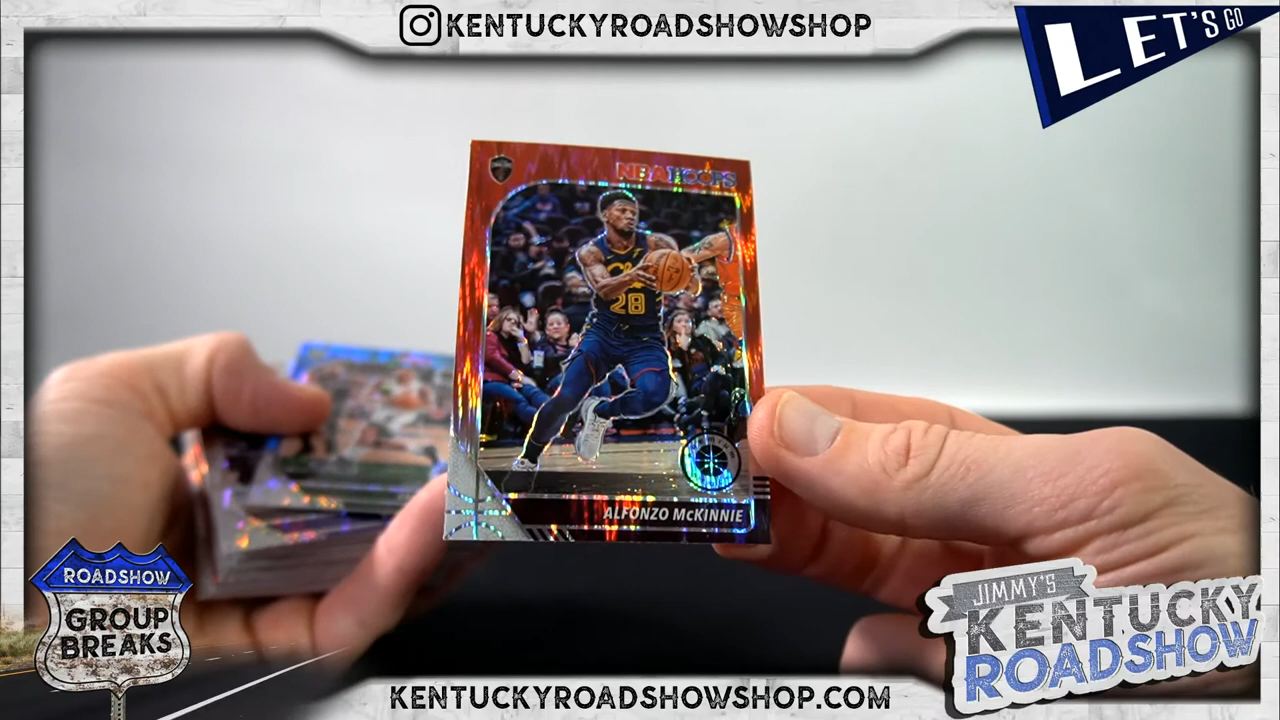 KENTUCKYROADSHOWSHOP
LET'S GO
NBA HOOPS
28
ALFONZO McKINNIE
ROADSHOW
GROUP
BREAKS
JIMMY'S
KENTUCKY
ROADSHOW
KENTUCKYROADSHOWSHOP.COM